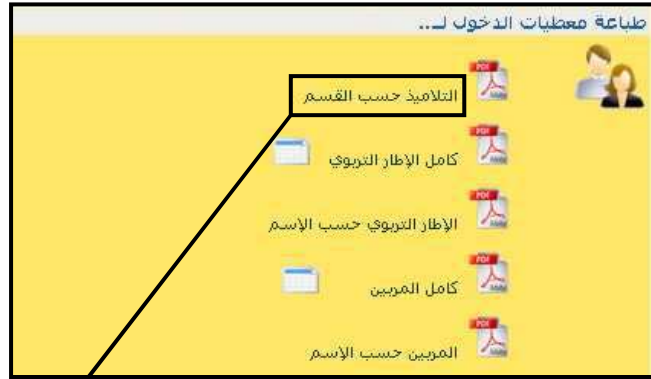 طباعة معطيات الدخول لـ...
التلاميذ حسب القسم
كامل الإطار التربوي
الإطار التربوي حسب الإسم
كامل المربين
المربين حسب الإسم